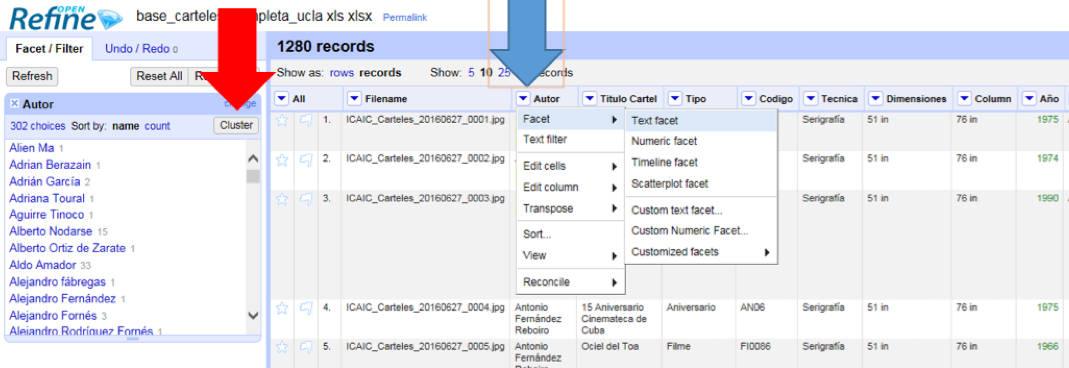 OPEN
Refine base_carteles pleta_ucla xls xlsx Permalink
Facet / Filter Undo / Redo 0
Refresh Reset All
Autor
302 choices Sort by: name count Cluster
Alien Ma 1
Adrian Berazain 1
Adrián García 2
Adriana Toural 1
Aguirre Tinoco 1
Alberto Nodarse 15
Alberto Ortiz de Zarate 1
Aldo Amador 33
Alejandro fábregas 1
Alejandro Fernández 1
Alejandro Fornés 3
Alejandro Rodríguez Fornés 1
1280 records
Show as: rows records Show: 5 10 25 records
All Filename Autor Titulo Cartel Tipo Codigo Tecnica Dimensiones Column Año
1. ICAIC_Carteles_20160627_0001.jpg Serigrafía 51 in 76 in 1975
2. ICAIC_Carteles_20160627_0002.jpg Serigrafía 51 in 76 in 1974
3. ICAIC_Carteles_20160627_0003.jpg Serigrafía 51 in 76 in 1990
Facet
Text filter
Edit cells
Edit column
Transpose
Sort...
View
Reconcile
Text facet
Numeric facet
Timeline facet
Scatterplot facet
Custom text facet...
Custom Numeric Facet...
Customized facets
4. ICAIC_Carteles_20160627_0004.jpg Antonio 15 Aniversario Aniversario AN06 Serigrafía 51 in 76 in 1975
Fernández Cinemateca de
Reboiro Cuba
5. ICAIC_Carteles_20160627_0005.jpg Antonio Ociel del Toa Filme FI0086 Serigrafía 51 in 76 in 1966
Fernández